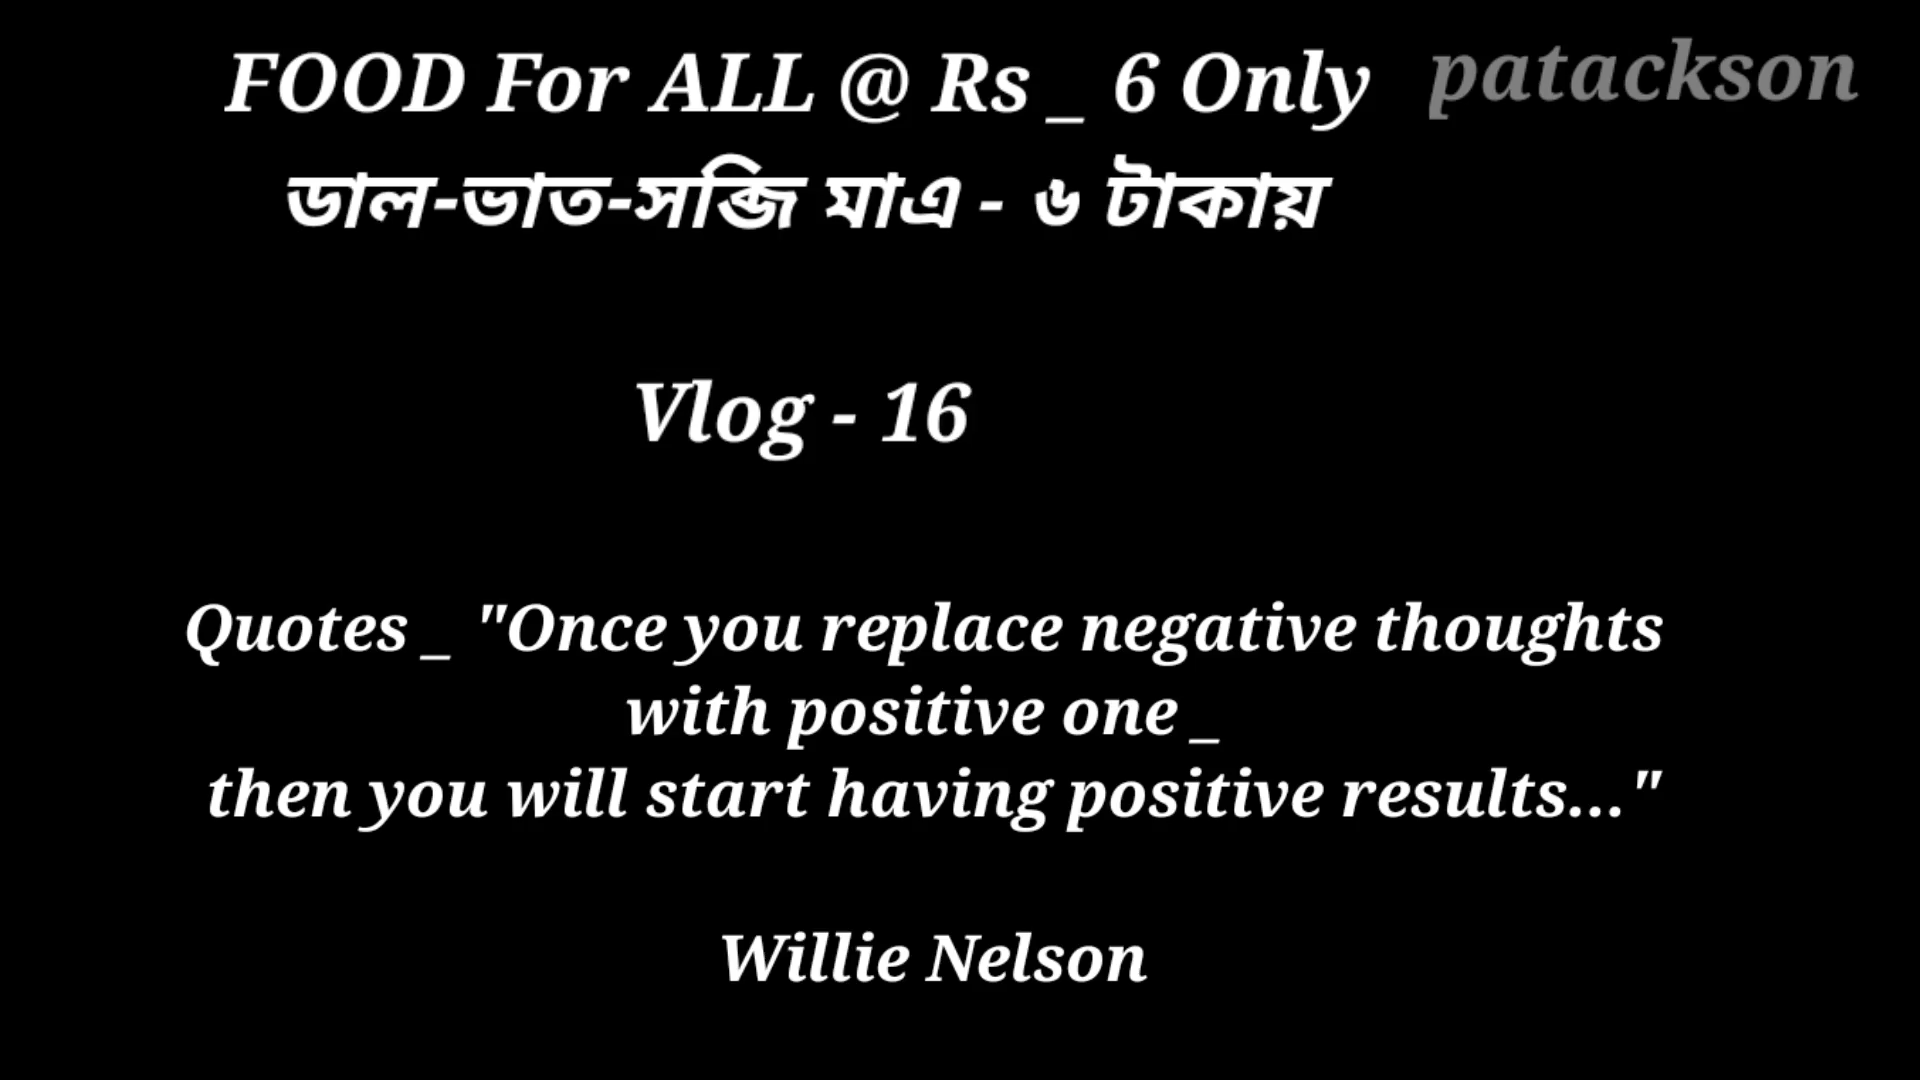 FOOD For ALL @ Rs _ 6 Only
patackson
ডাল-ভাত-সব্জি মাএ - ৬ টাকায়
Vlog - 16
Quotes _ "Once you replace negative thoughts
with positive one _
then you will start having positive results..."
Willie Nelson